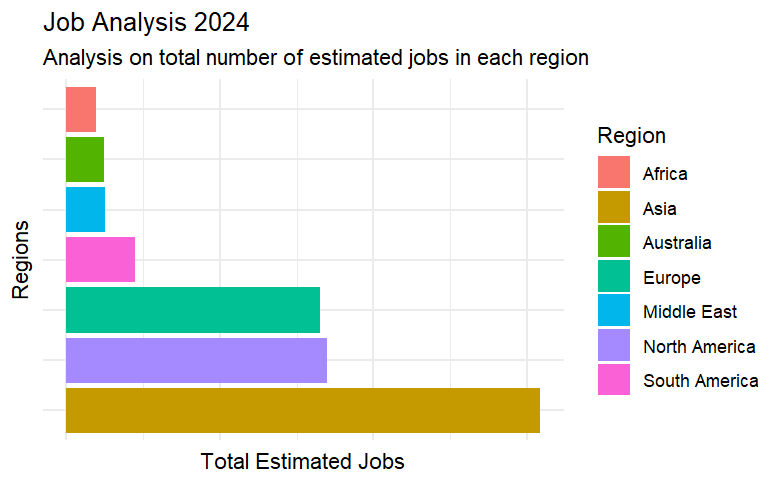 Job Analysis 2024
Analysis on total number of estimated jobs in each region
Regions
Total Estimated Jobs
Region
Africa
Asia
Australia
Europe
Middle East
North America
South America